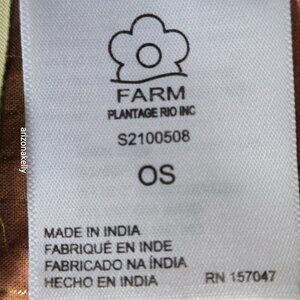 FARM
PLANTAGE RIO INC
S2100508
OS
MADE IN INDIA
FABRIQUÉ EN INDE
FABRICADO NA ÍNDIA
HECHO EN INDIA
RN 157047
arizonakelly